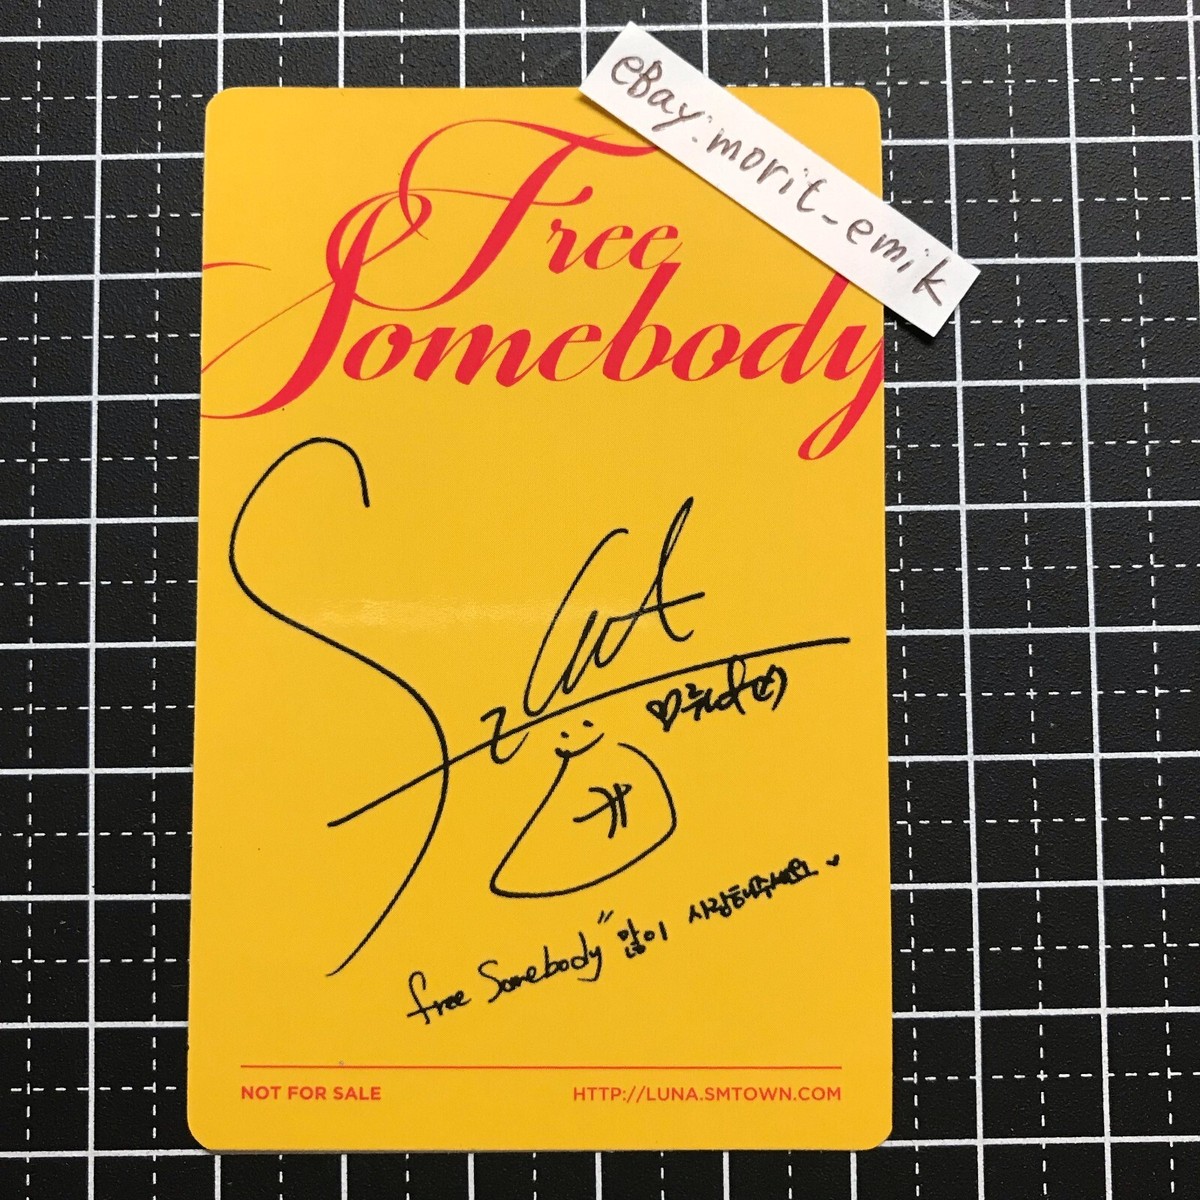 eBay:morit_emik
Free
Somebody
free Somebody" 많이 사랑해주세요
NOT FOR SALE
HTTP://LUNA.SMTOWN.COM